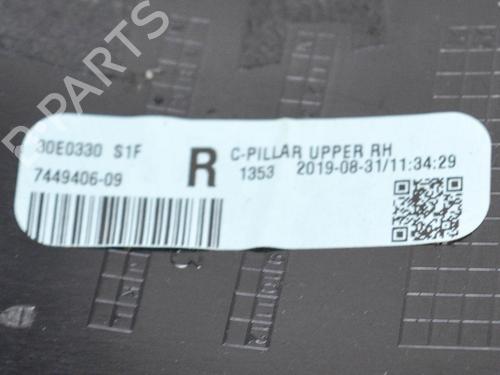 B-PARTS
30E0330 S1F
7449406-09
R
C-PILLAR UPPER RH
1353 2019-08-31/11:34:29